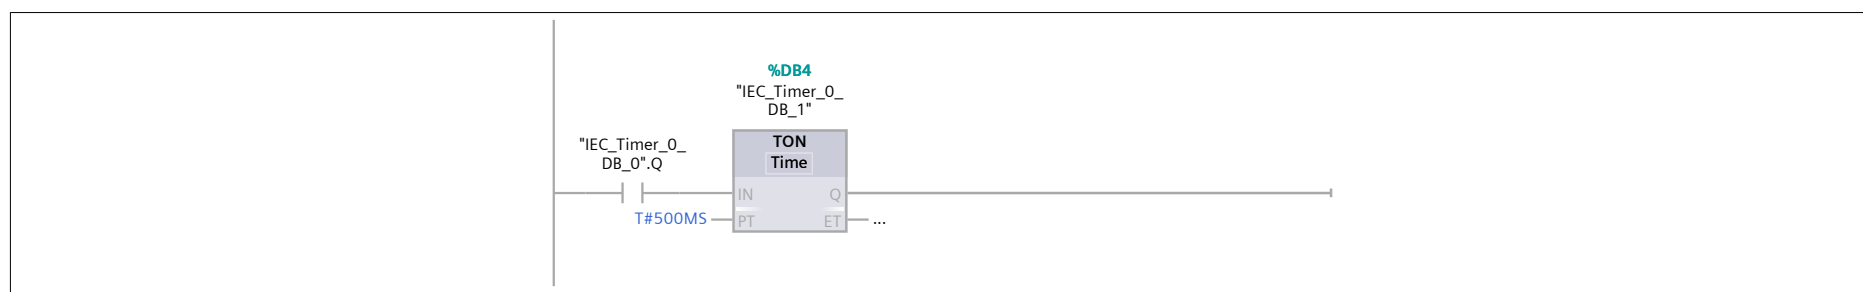 %DB4
"IEC_Timer_0_
DB_1"
"IEC_Timer_0_
DB_0".Q
TON
Time
IN
Q
T#500MS
PT
ET
...